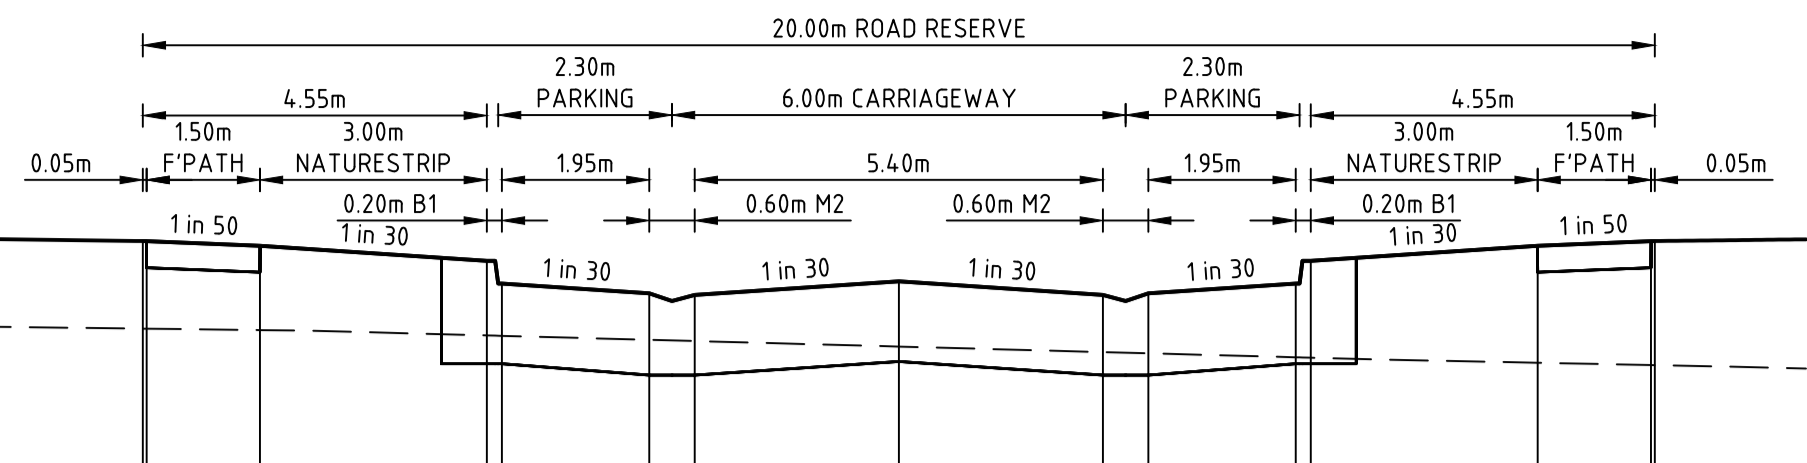 20.00m ROAD RESERVE
2.30m 2.30m
4.55m PARKING 6.00m CARRIAGEWAY PARKING 4.55m
1.50m 3.00m 3.00m 1.50m
0.05m F'PATH NATURESTRIP 1.95m 5.40m 1.95m NATURESTRIP F'PATH 0.05m
0.20m B1 0.60m M2 0.60m M2 0.20m B1
1 in 50 1 in 30 1 in 30 1 in 50
1 in 30 1 in 30 1 in 30 1 in 30